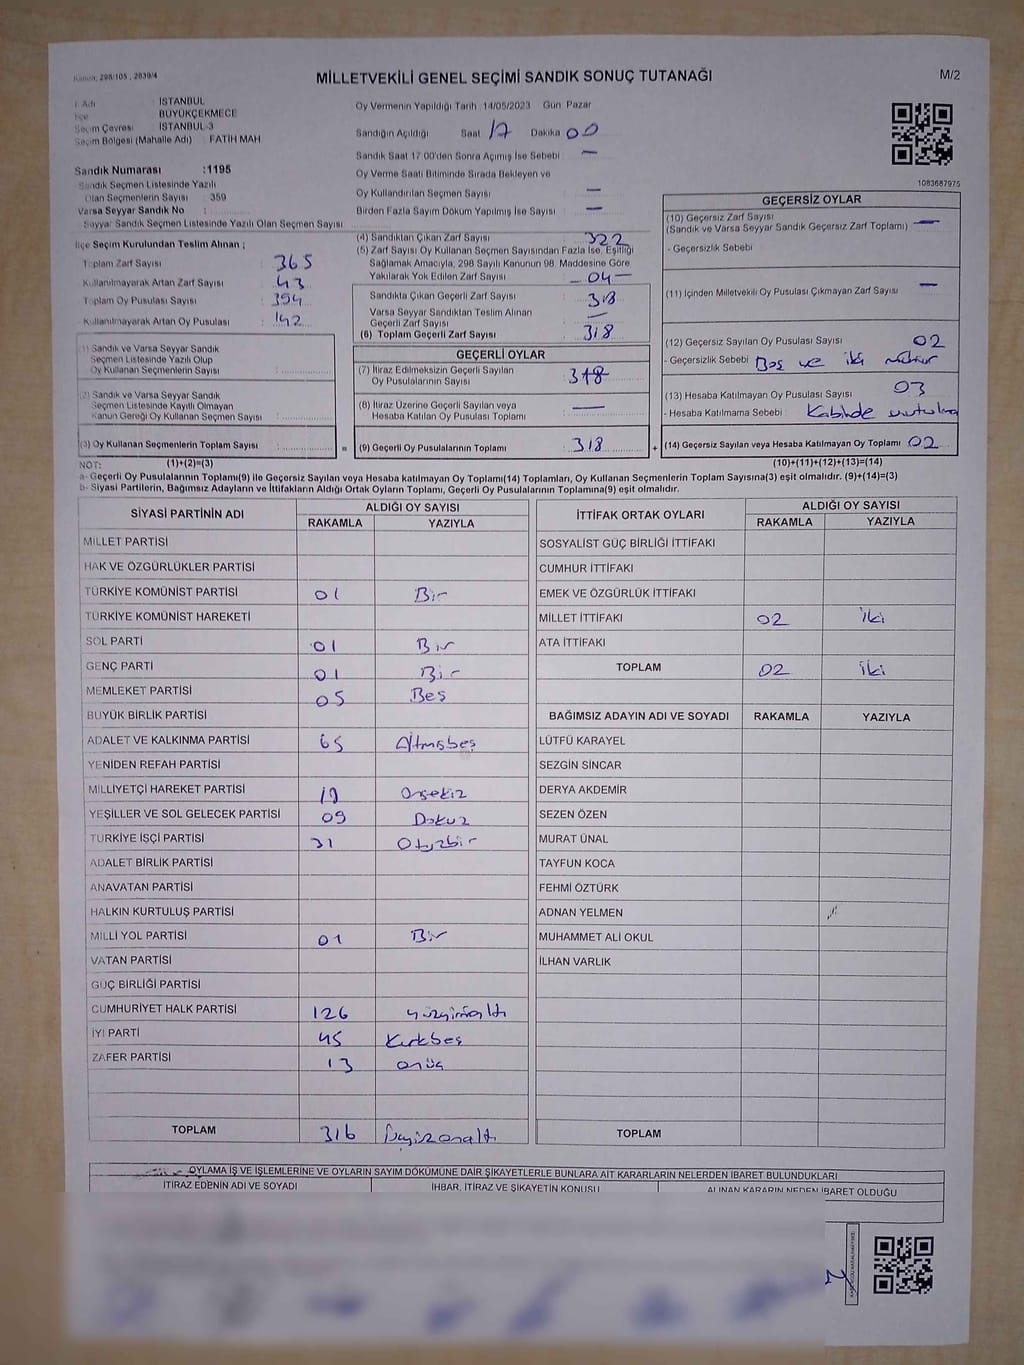 Kanun: 298/105 , 2839/4
MİLLETVEKİLİ GENEL SEÇİMİ SANDIK SONUÇ TUTANAĞI
M/2
İl Adı İSTANBUL
İlçe BÜYÜKÇEKMECE
Seçim Çevresi İSTANBUL-3
Seçim Bölgesi (Mahalle Adı) FATİH MAH
Sandık Numarası :1195
Sandık Seçmen Listesinde Yazılı
Olan Seçmenlerin Sayısı : 359
Varsa Seyyar Sandık No :
Seyyar Sandık Seçmen Listesinde Yazılı Olan Seçmen Sayısı :
İlçe Seçim Kurulundan Teslim Alınan ;
Toplam Zarf Sayısı : 365
Kullanılmayarak Artan Zarf Sayısı : 43
Toplam Oy Pusulası Sayısı : 394
Kullanılmayarak Artan Oy Pusulası : 142
(1) Sandık ve Varsa Seyyar Sandık
Seçmen Listesinde Yazılı Olup
Oy Kullanan Seçmenlerin Sayısı :
(2) Sandık ve Varsa Seyyar Sandık
Seçmen Listesinde Kayıtlı Olmayan
Kanun Gereği Oy Kullanan Seçmen Sayısı :
(3) Oy Kullanan Seçmenlerin Toplam Sayısı :
Oy Vermenin Yapıldığı Tarih :14/05/2023 Gün Pazar
Sandığın Açıldığı Saat 17 Dakika 00
Sandık Saat 17:00'den Sonra Açımış İse Sebebi : —
Oy Verme Saati Bitiminde Sırada Bekleyen ve
Oy Kullandırılan Seçmen Sayısı : —
Birden Fazla Sayım Döküm Yapılmış İse Sayısı : —
(4) Sandıktan Çıkan Zarf Sayısı : 322
(5) Zarf Sayısı Oy Kullanan Seçmen Sayısından Fazla İse, Eşitliği
Sağlamak Amacıyla, 298 Sayılı Kanunun 98. Maddesine Göre
Yakılarak Yok Edilen Zarf Sayısı : —04—
Sandıkta Çıkan Geçerli Zarf Sayısı : 318
Varsa Seyyar Sandıktan Teslim Alınan
Geçerli Zarf Sayısı : —
(6) Toplam Geçerli Zarf Sayısı : 318
GEÇERLİ OYLAR
(7) İtiraz Edilmeksizin Geçerli Sayılan
Oy Pusulalarının Sayısı : 318
(8) İtiraz Üzerine Geçerli Sayılan veya
Hesaba Katılan Oy Pusulası Toplamı : —
= (9) Geçerli Oy Pusulalarının Toplamı : 318 +
1083687975
GEÇERSİZ OYLAR
(10) Geçersiz Zarf Sayısı
(Sandık ve Varsa Seyyar Sandık Geçersiz Zarf Toplamı) : —
- Geçersizlik Sebebi
(11) İçinden Milletvekili Oy Pusulası Çıkmayan Zarf Sayısı : —
(12) Geçersiz Sayılan Oy Pusulası Sayısı : 02
- Geçersizlik Sebebi : Boş ve iki mühür
(13) Hesaba Katılmayan Oy Pusulası Sayısı : 03
- Hesaba Katılmama Sebebi : Kabinde
(14) Geçersiz Sayılan veya Hesaba Katılmayan Oy Toplamı : 02
NOT: (1)+(2)=(3) (10)+(11)+(12)+(13)=(14)
a- Geçerli Oy Pusulalarının Toplamı(9) ile Geçersiz Sayılan veya Hesaba katılmayan Oy Toplamı(14) Toplamları, Oy Kullanan Seçmenlerin Toplam Sayısına(3) eşit olmalıdır. (9)+(14)=(3)
b- Siyasi Partilerin, Bağımsız Adayların ve İttifakların Aldığı Ortak Oyların Toplamı, Geçerli Oy Pusulalarının Toplamına(9) eşit olmalıdır.
SİYASİ PARTİNİN ADI ALDIĞI OY SAYISI
RAKAMLA YAZIYLA
MİLLET PARTİSİ
HAK VE ÖZGÜRLÜKLER PARTİSİ
TÜRKİYE KOMÜNİST PARTİSİ 01 Bir
TÜRKİYE KOMÜNİST HAREKETİ
SOL PARTİ 01 Bir
GENÇ PARTİ 01 Bir
MEMLEKET PARTİSİ 05 Beş
BÜYÜK BİRLİK PARTİSİ
ADALET VE KALKINMA PARTİSİ 65 Altmışbeş
YENİDEN REFAH PARTİSİ
MİLLİYETÇİ HAREKET PARTİSİ Onsekiz
YEŞİLLER VE SOL GELECEK PARTİSİ 09 Dokuz
TÜRKİYE İŞÇİ PARTİSİ 31 Otuzbir
ADALET BİRLİK PARTİSİ
ANAVATAN PARTİSİ
HALKIN KURTULUŞ PARTİSİ
MİLLİ YOL PARTİSİ 01 Bir
VATAN PARTİSİ
GÜÇ BİRLİĞİ PARTİSİ
CUMHURİYET HALK PARTİSİ 126 yüzyirmialtı
İYİ PARTİ 45 Kırkbeş
ZAFER PARTİSİ 13 onüç
TOPLAM 316
İTTİFAK ORTAK OYLARI ALDIĞI OY SAYISI
RAKAMLA YAZIYLA
SOSYALİST GÜÇ BİRLİĞİ İTTİFAKI
CUMHUR İTTİFAKI
EMEK VE ÖZGÜRLÜK İTTİFAKI
MİLLET İTTİFAKI 02 iki
ATA İTTİFAKI
TOPLAM 02 iki
BAĞIMSIZ ADAYIN ADI VE SOYADI RAKAMLA YAZIYLA
LÜTFÜ KARAYEL
SEZGİN SİNCAR
DERYA AKDEMİR
SEZEN ÖZEN
MURAT ÜNAL
TAYFUN KOCA
FEHMİ ÖZTÜRK
ADNAN YELMEN
MUHAMMET ALİ OKUL
İLHAN VARLIK
TOPLAM
OYLAMA İŞ VE İŞLEMLERİNE VE OYLARIN SAYIM DÖKÜMÜNE DAİR ŞİKAYETLERLE BUNLARA AİT KARARLARIN NELERDEN İBARET BULUNDUKLARI
İTİRAZ EDENİN ADI VE SOYADI İHBAR, İTİRAZ VE ŞİKAYETİN KONUSU ALINAN KARARIN NEDEN İBARET OLDUĞU
2